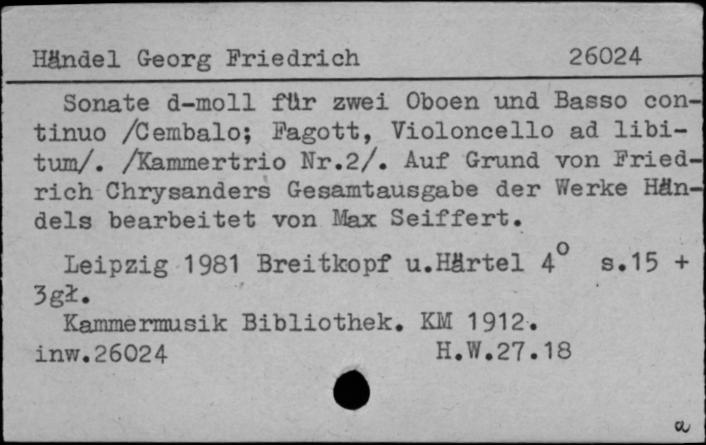 Händel Georg Friedrich 26024
Sonate d-moll für zwei Oboen und Basso con-
tinuo /Cembalo; Fagott, Violoncello ad libi-
tum/. /Kammertrio Nr.2/. Auf Grund von Fried-
rich Chrysanders Gesamtausgabe der Werke Hän-
dels bearbeitet von Max Seiffert.
Leipzig 1981 Breitkopf u.Härtel 4° s.15 +
3gł.
Kammermusik Bibliothek. KM 1912.
inw.26024 H.W.27.18
a